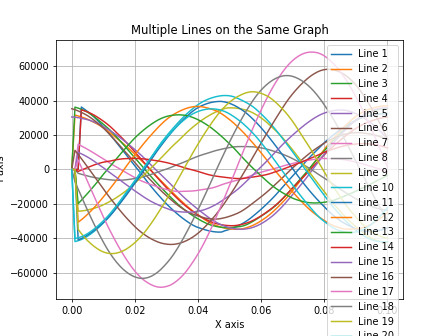 Multiple Lines on the Same Graph
60000
40000
20000
0
−20000
−40000
−60000
0.00
0.02
0.04
0.06
X axis
Line 1
Line 2
Line 3
Line 4
Line 5
Line 6
Line 7
Line 8
Line 9
Line 10
Line 11
Line 12
Line 13
Line 14
Line 15
Line 16
Line 17
Line 18
Line 19
Line 20